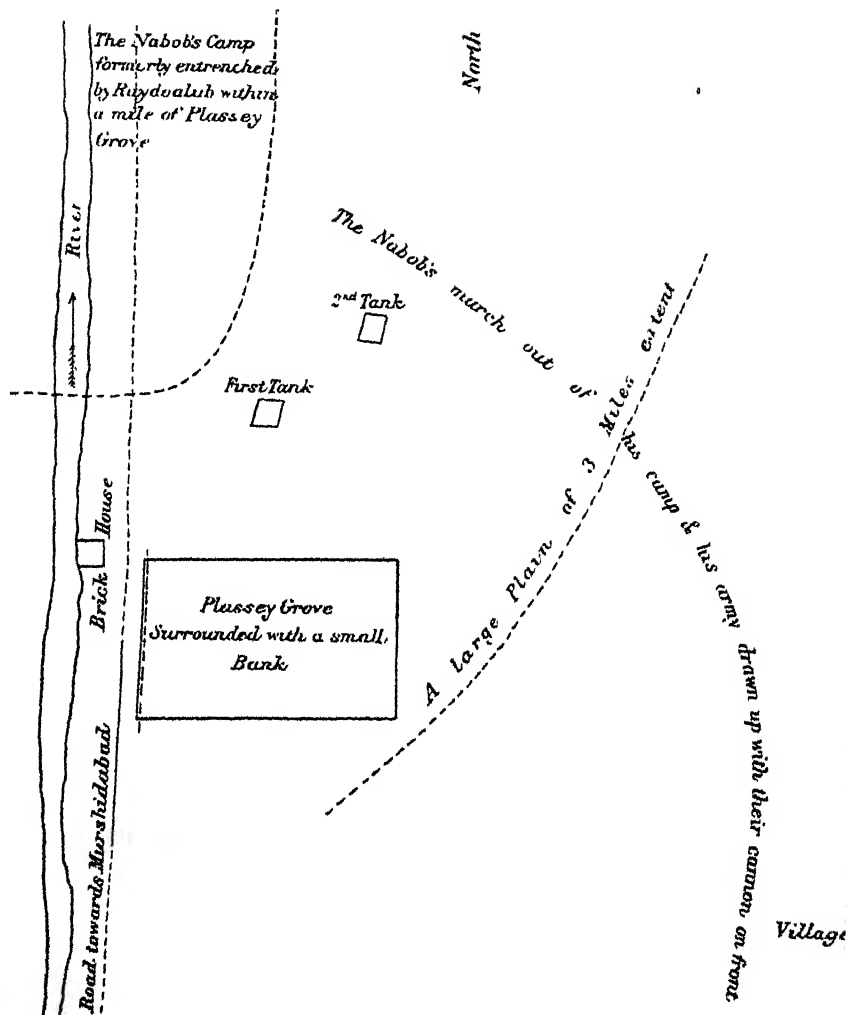 The Nabob's Camp
formerly entrenched
by Roydoolub within
a mile of Plassey
Grove
North
River
The Nabob's march out of his camp & his army drawn up with their cannon on front
2nd Tank
First Tank
A large Plain of 3 Miles extent
Brick House
Plassey Grove
Surrounded with a small
Bank
Road towards Murshidabad
Village